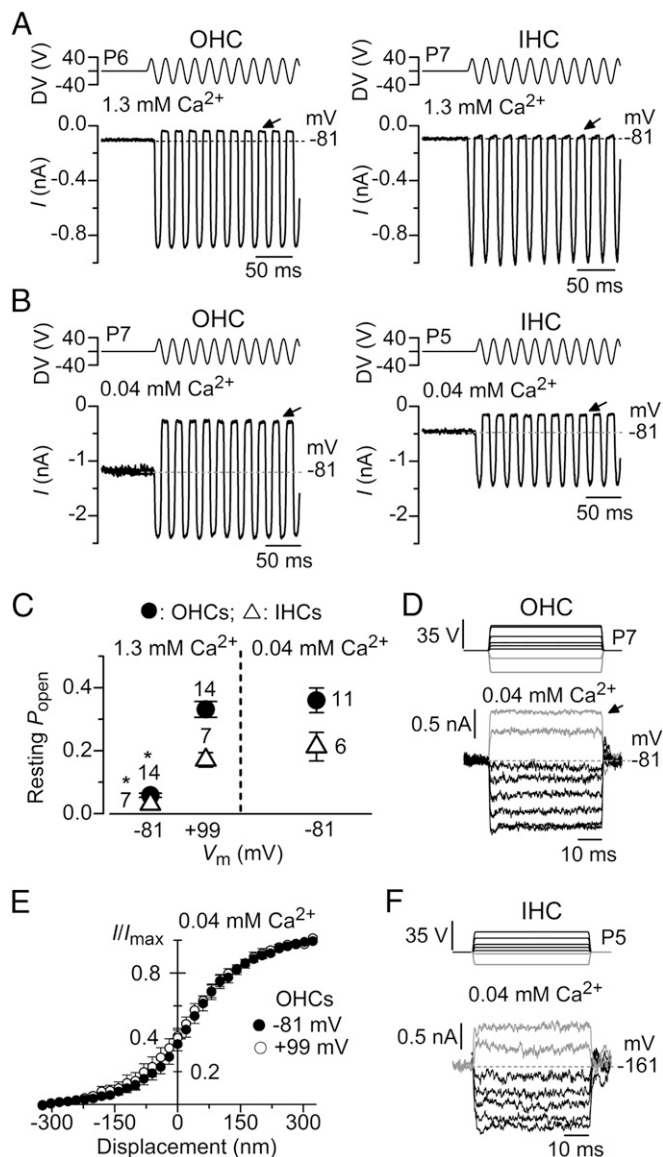 A
OHC
IHC
DV (V)
40
-40
P6
DV (V)
40
-40
P7
1.3 mM Ca2+
1.3 mM Ca2+
mV
-81
mV
-81
I (nA)
0.0
-0.4
-0.8
I (nA)
0.0
-0.4
-0.8
50 ms
50 ms
B
OHC
IHC
DV (V)
40
-40
P7
DV (V)
40
-40
P5
0.04 mM Ca2+
0.04 mM Ca2+
mV
-81
mV
-81
I (nA)
0
-1
-2
I (nA)
0
-1
-2
50 ms
50 ms
C
●: OHCs; △: IHCs
1.3 mM Ca2+
0.04 mM Ca2+
Resting Popen
0.4
0.2
0.0
14
7
11
6
*
*
14
7
-81
+99
-81
Vm (mV)
D
OHC
35 V
P7
0.04 mM Ca2+
0.5 nA
mV
-81
10 ms
E
I/Imax
0.04 mM Ca2+
0.8
0.4
0.2
OHCs
● -81 mV
○ +99 mV
-300
-150
0
150
300
Displacement (nm)
F
IHC
35 V
P5
0.04 mM Ca2+
0.5 nA
mV
-161
10 ms